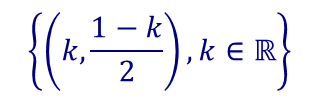 {(k, (1 − k)/2), k ∈ ℝ}